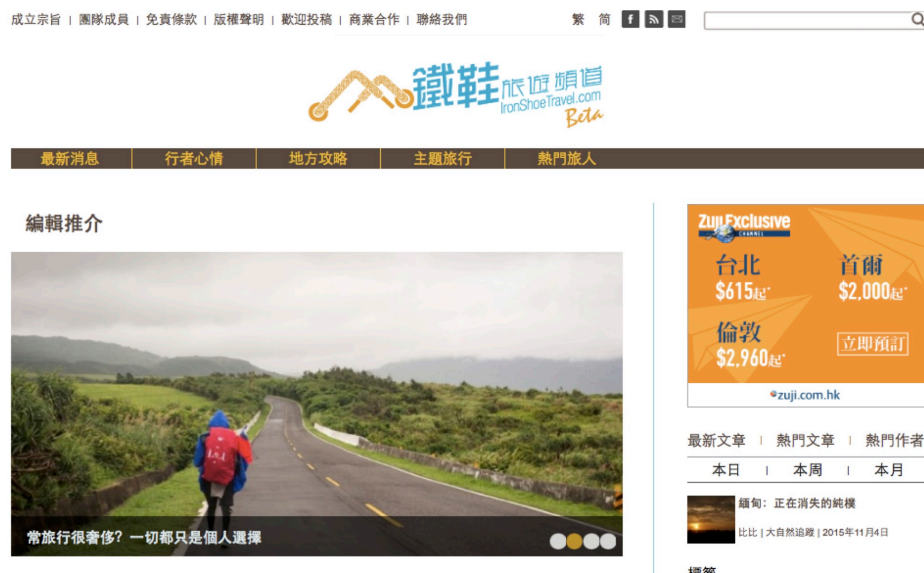 成立宗旨 | 團隊成員 | 免責條款 | 版權聲明 | 歡迎投稿 | 商業合作 | 聯絡我們
繁 简
鐵鞋旅遊頻道
IronShoeTravel.com
Beta
最新消息 行者心情 地方攻略 主題旅行 熱門旅人
編輯推介
常旅行很奢侈？一切都只是個人選擇
Zuji Exclusive
CHANNEL
台北 首爾
$615起* $2,000起*
倫敦
$2,960起*
立即預訂
zuji.com.hk
最新文章 | 熱門文章 | 熱門作者
本日 | 本周 | 本月
緬甸：正在消失的純樸
比比 | 大自然追蹤 | 2015年11月4日
標籤